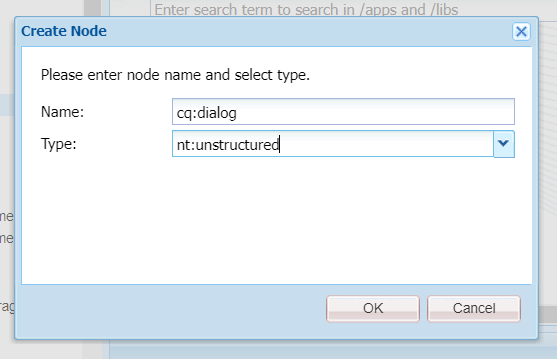 Enter search term to search in /apps and /libs
Create Node
Please enter node name and select type.
Name: cq:dialog
Type: nt:unstructured
OK Cancel